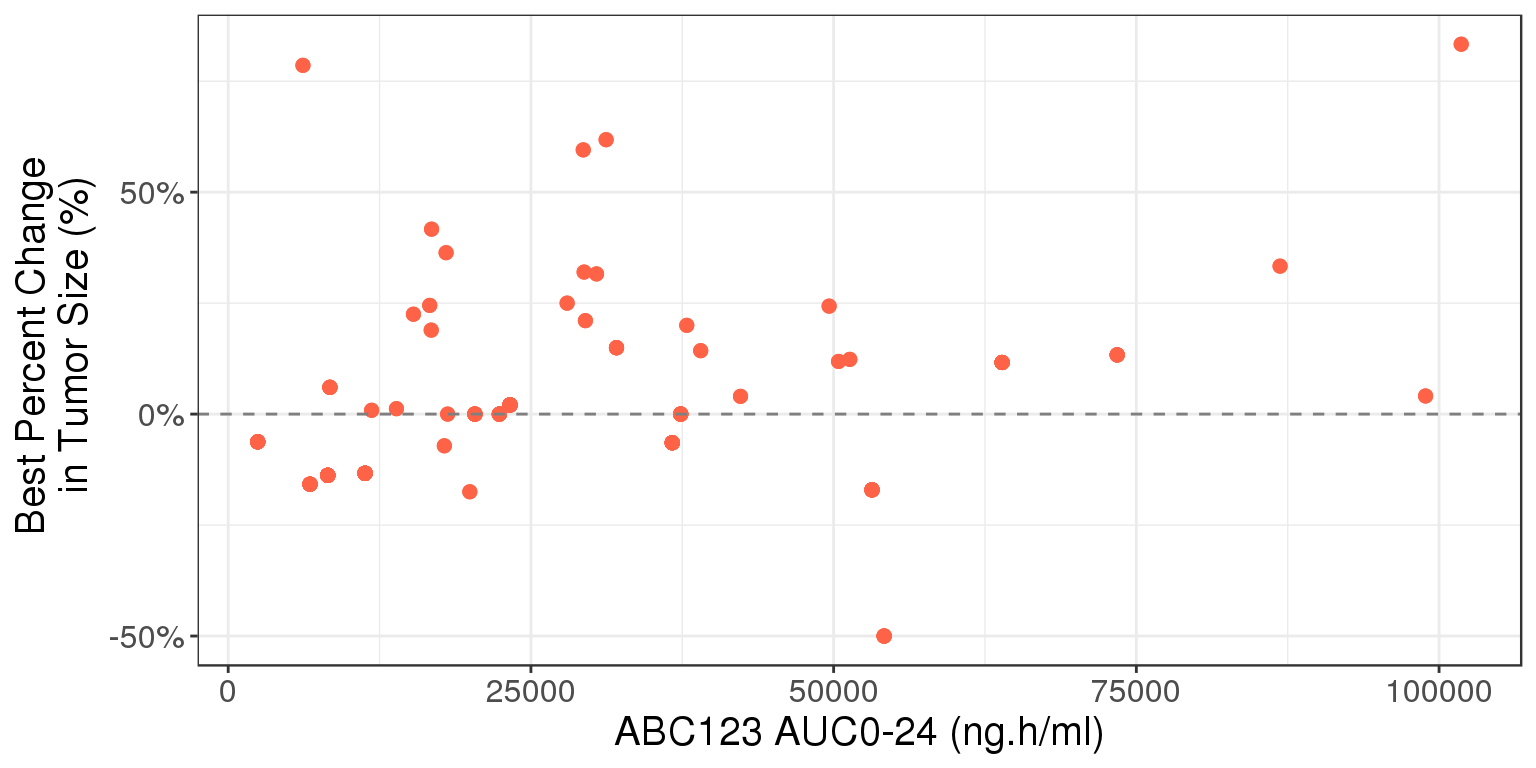 Best Percent Change
in Tumor Size (%)
50%
0%
-50%
0 25000 50000 75000 100000
ABC123 AUC0-24 (ng.h/ml)